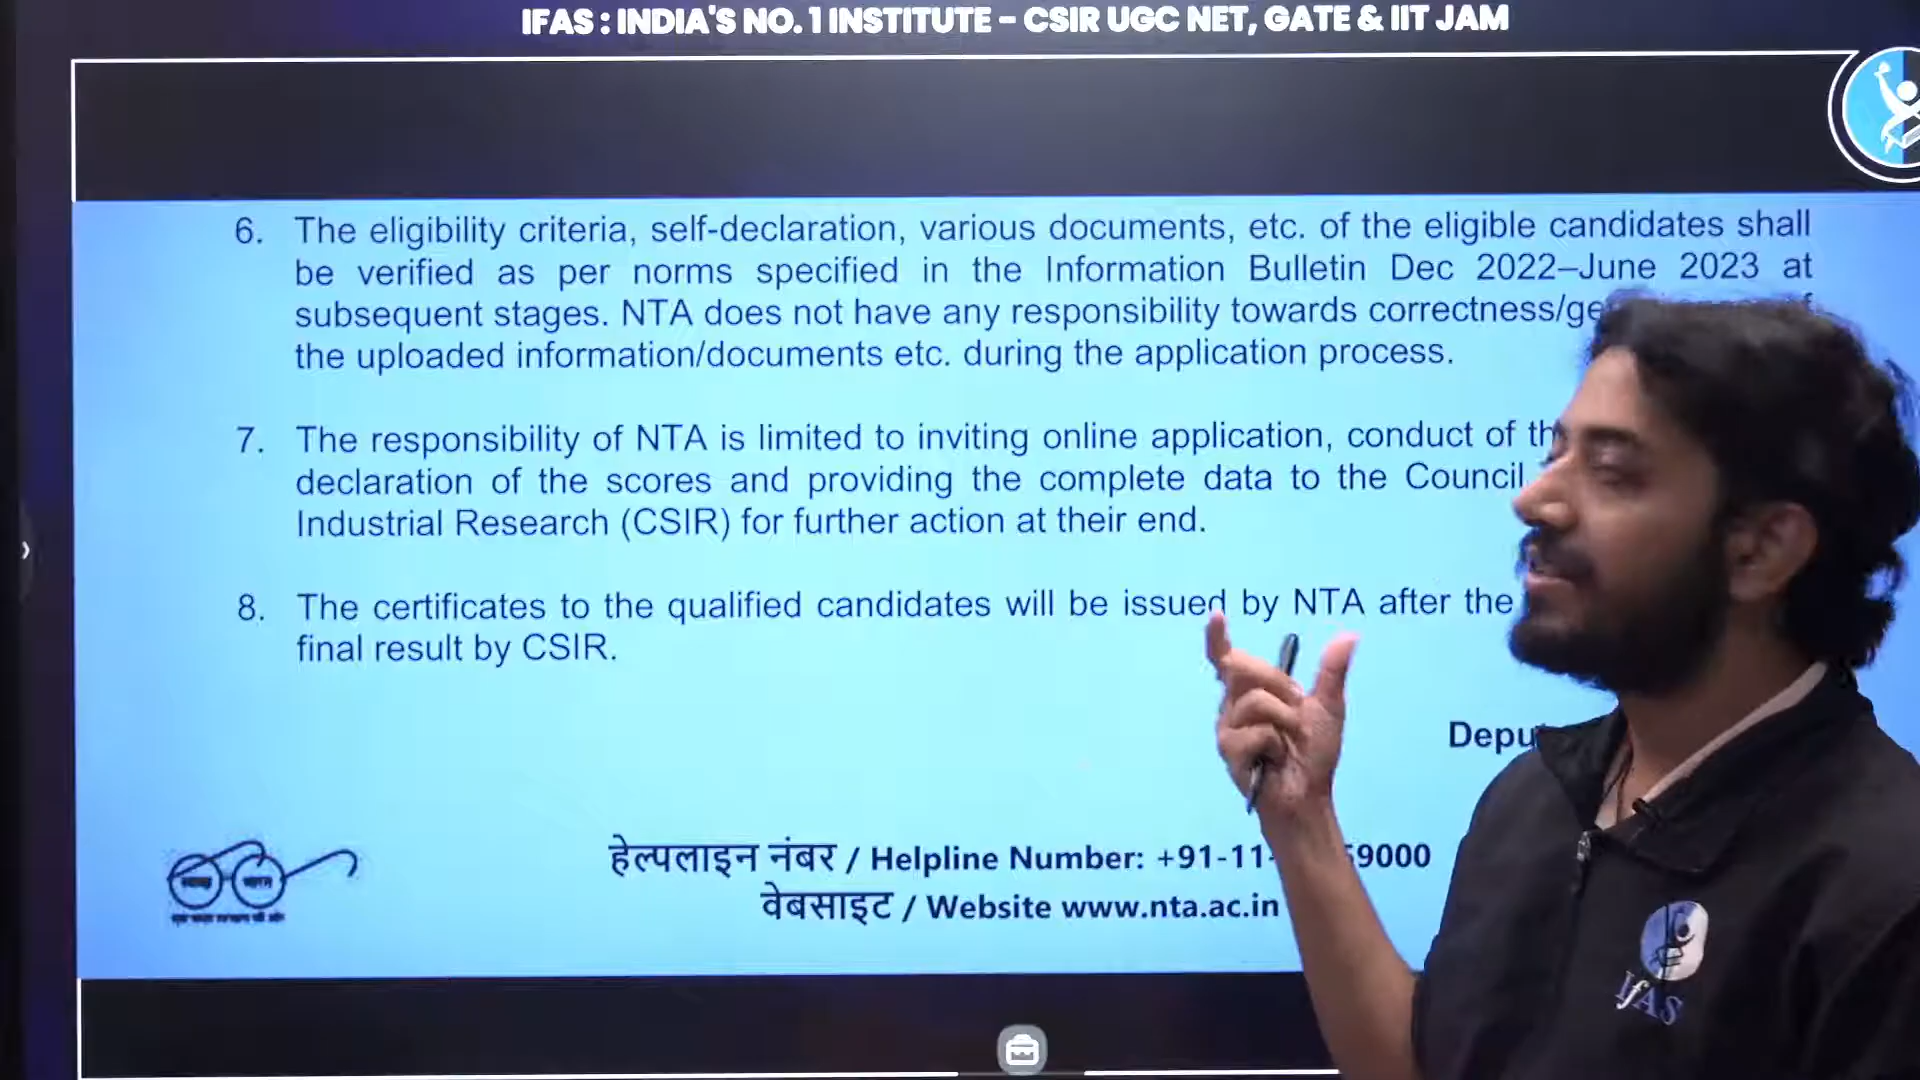 IFAS : INDIA'S NO. 1 INSTITUTE - CSIR UGC NET, GATE & IIT JAM
6. The eligibility criteria, self-declaration, various documents, etc. of the eligible candidates shall
be verified as per norms specified in the Information Bulletin Dec 2022–June 2023 at
subsequent stages. NTA does not have any responsibility towards
the uploaded information/documents etc. during the application process.
7. The responsibility of NTA is limited to inviting online application, conduct of
declaration of the scores and providing the complete data to the Council
Industrial Research (CSIR) for further action at their end.
8. The certificates to the qualified candidates will be issued by NTA after the
final result by CSIR.
हेल्पलाइन नंबर / Helpline Number: +91-11- 9000
वेबसाइट / Website www.nta.ac.in
IFAS